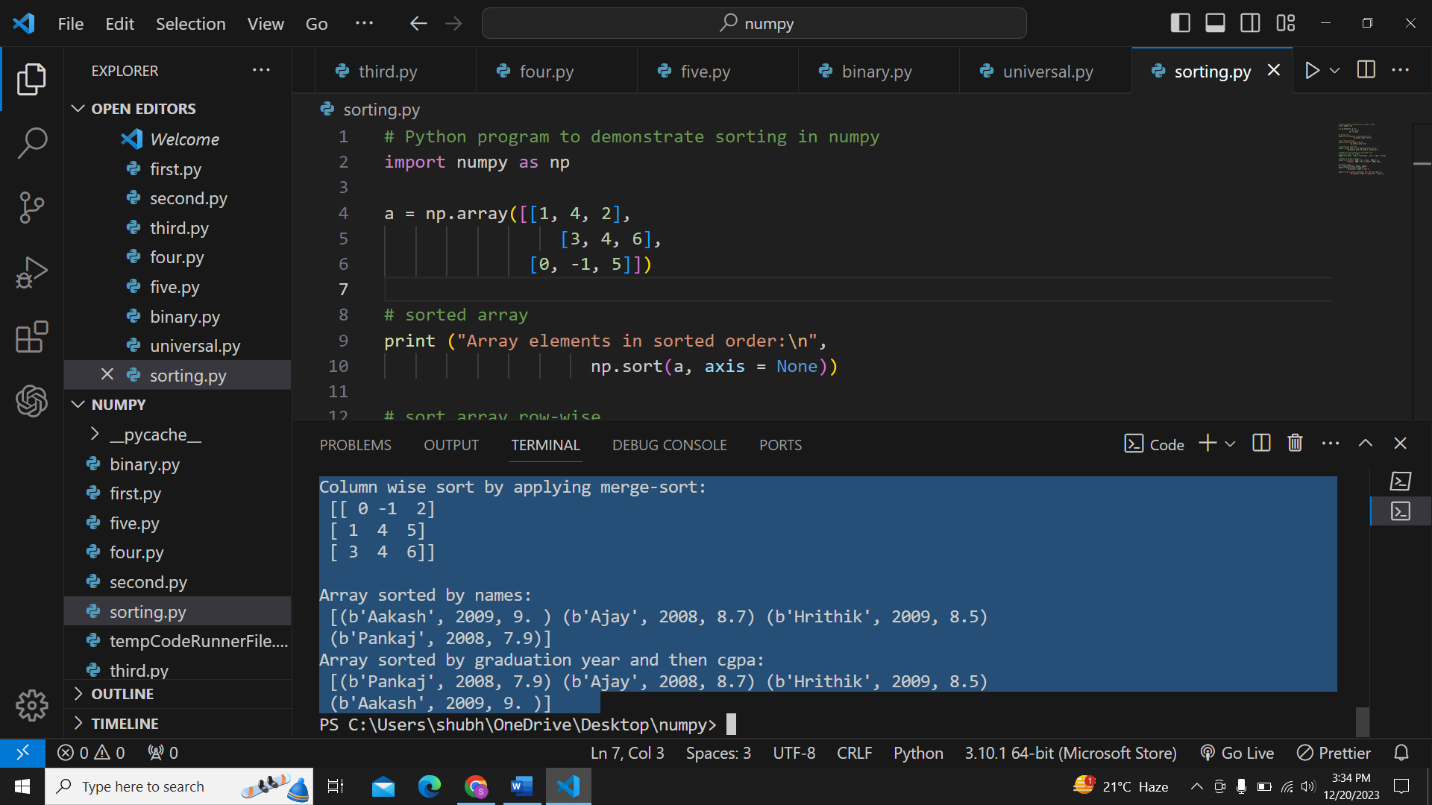 File Edit Selection View Go ··· numpy
EXPLORER ···
OPEN EDITORS
Welcome
first.py
second.py
third.py
four.py
five.py
binary.py
universal.py
sorting.py
NUMPY
__pycache__
binary.py
first.py
five.py
four.py
second.py
sorting.py
tempCodeRunnerFile....
third.py
OUTLINE
TIMELINE
third.py four.py five.py binary.py universal.py sorting.py
sorting.py
1 # Python program to demonstrate sorting in numpy
2 import numpy as np
3
4 a = np.array([[1, 4, 2],
5 [3, 4, 6],
6 [0, -1, 5]])
7
8 # sorted array
9 print ("Array elements in sorted order:\n",
10 np.sort(a, axis = None))
11
12 # sort array row-wise
PROBLEMS OUTPUT TERMINAL DEBUG CONSOLE PORTS Code
Column wise sort by applying merge-sort:
[[ 0 -1 2]
[ 1 4 5]
[ 3 4 6]]
Array sorted by names:
[(b'Aakash', 2009, 9. ) (b'Ajay', 2008, 8.7) (b'Hrithik', 2009, 8.5)
(b'Pankaj', 2008, 7.9)]
Array sorted by graduation year and then cgpa:
[(b'Pankaj', 2008, 7.9) (b'Ajay', 2008, 8.7) (b'Hrithik', 2009, 8.5)
(b'Aakash', 2009, 9. )]
PS C:\Users\shubh\OneDrive\Desktop\numpy>
0 0 0 Ln 7, Col 3 Spaces: 3 UTF-8 CRLF Python 3.10.1 64-bit (Microsoft Store) Go Live Prettier
Type here to search 21°C Haze 3:34 PM
12/20/2023